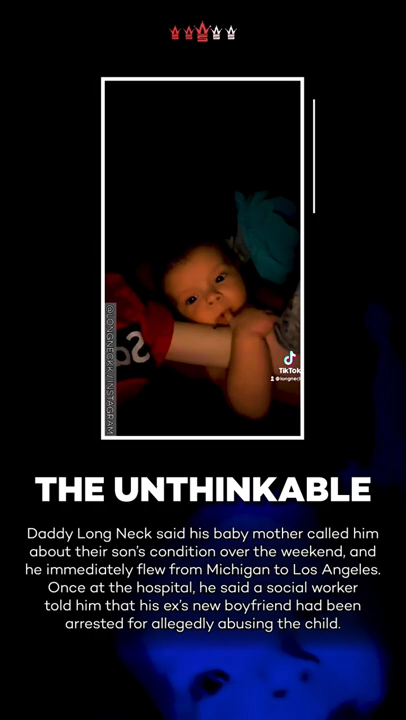 @LONGNECKK//INSTAGRAM
TikTok
THE UNTHINKABLE
Daddy Long Neck said his baby mother called him
about their son's condition over the weekend, and
he immediately flew from Michigan to Los Angeles.
Once at the hospital, he said a social worker
told him that his ex's new boyfriend had been
arrested for allegedly abusing the child.